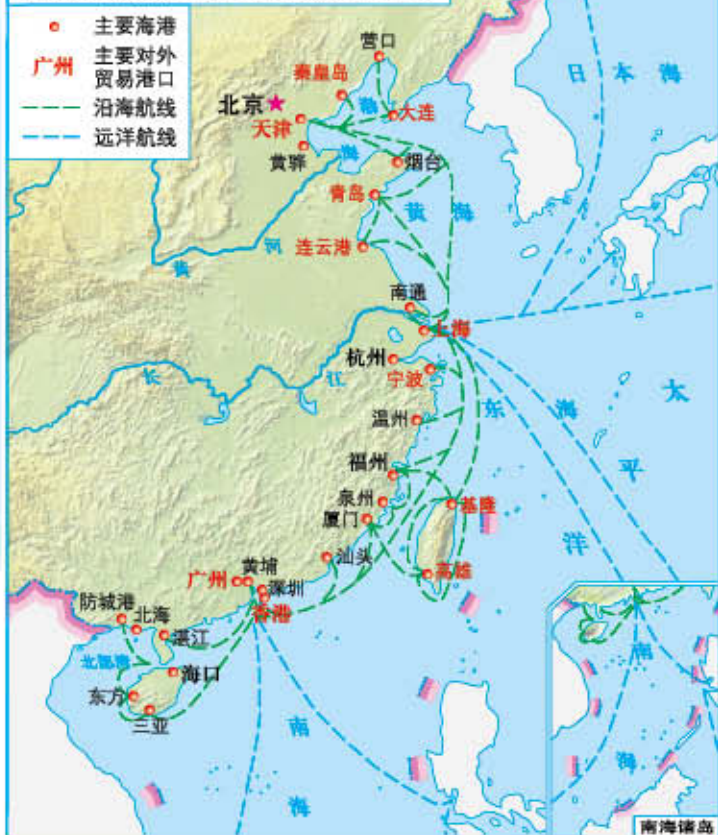 主要海港
广州 主要对外
贸易港口
沿海航线
远洋航线
营口
秦皇岛
渤
海
北京
天津
大连
黄骅
烟台
青岛
黄海
日本海
连云港
黄河
南通
上海
杭州
宁波
长江
东海
太
平
洋
温州
福州
泉州
厦门
基隆
高雄
汕头
广州
黄埔
深圳
香港
防城港
北海
湛江
北部湾
海口
东方
三亚
南
海
南
海
南海诸岛